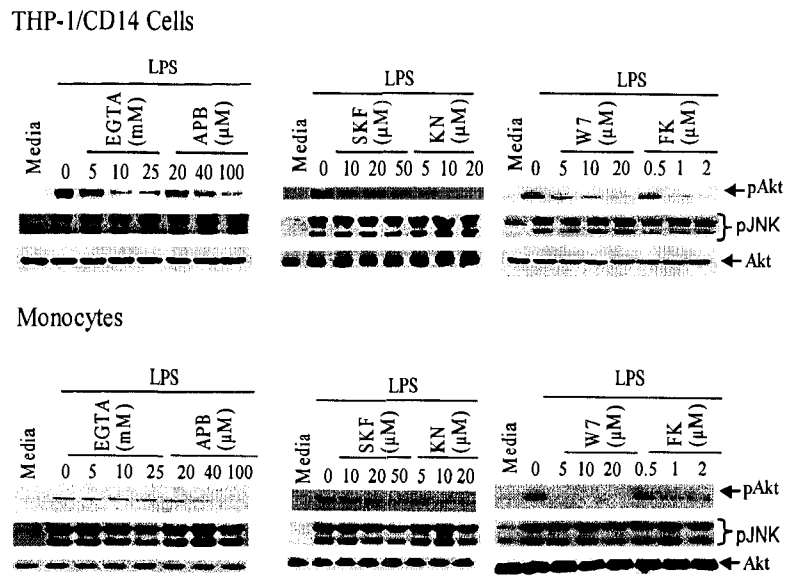 THP-1/CD14 Cells
LPS
LPS
LPS
Media
EGTA
(mM)
APB
(µM)
Media
SKF
(µM)
KN
(µM)
Media
W7
(µM)
FK
(µM)
0 5 10 25 20 40 100
0 10 20 50 5 10 20
0 5 10 20 0.5 1 2
pAkt
pJNK
Akt
Monocytes
LPS
LPS
LPS
Media
EGTA
(mM)
APB
(µM)
Media
SKF
(µM)
KN
(µM)
Media
W7
(µM)
FK
(µM)
0 5 10 25 20 40 100
0 10 20 50 5 10 20
0 5 10 20 0.5 1 2
pAkt
pJNK
Akt